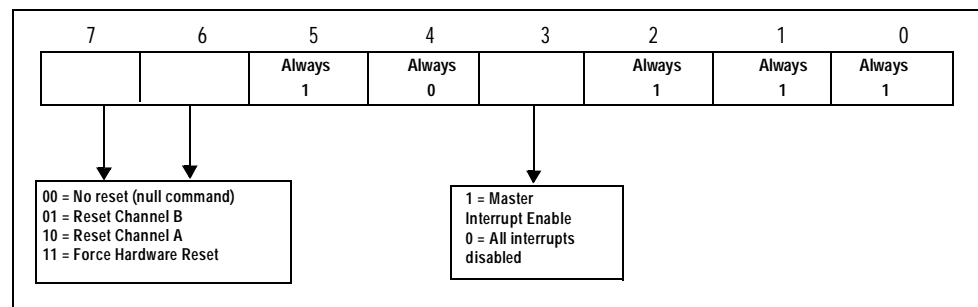 7 6 5 4 3 2 1 0
Always Always Always Always Always
1 0 1 1 1
00 = No reset (null command)
01 = Reset Channel B
10 = Reset Channel A
11 = Force Hardware Reset
1 = Master
Interrupt Enable
0 = All interrupts
disabled